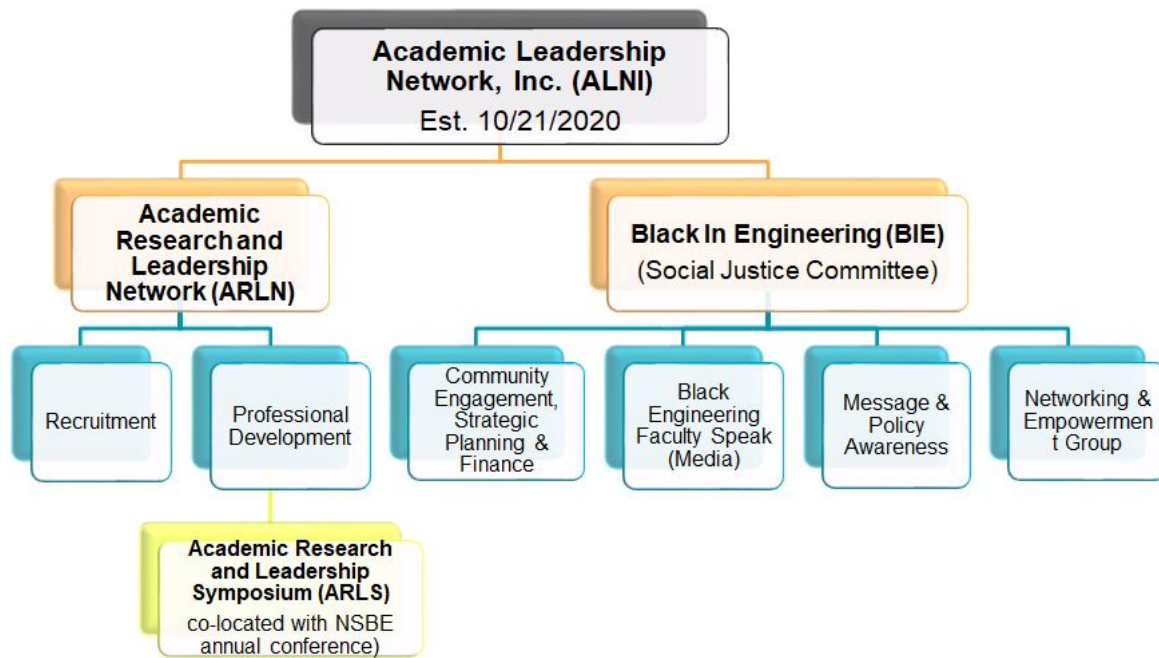 Academic Leadership
Network, Inc. (ALNI)
Est. 10/21/2020
Academic
Research and
Leadership
Network (ARLN)
Black In Engineering (BIE)
(Social Justice Committee)
Recruitment
Professional
Development
Community
Engagement,
Strategic
Planning &
Finance
Black
Engineering
Faculty Speak
(Media)
Message &
Policy
Awareness
Networking &
Empowermen
t Group
Academic Research
and Leadership
Symposium (ARLS)
co-located with NSBE
annual conference)